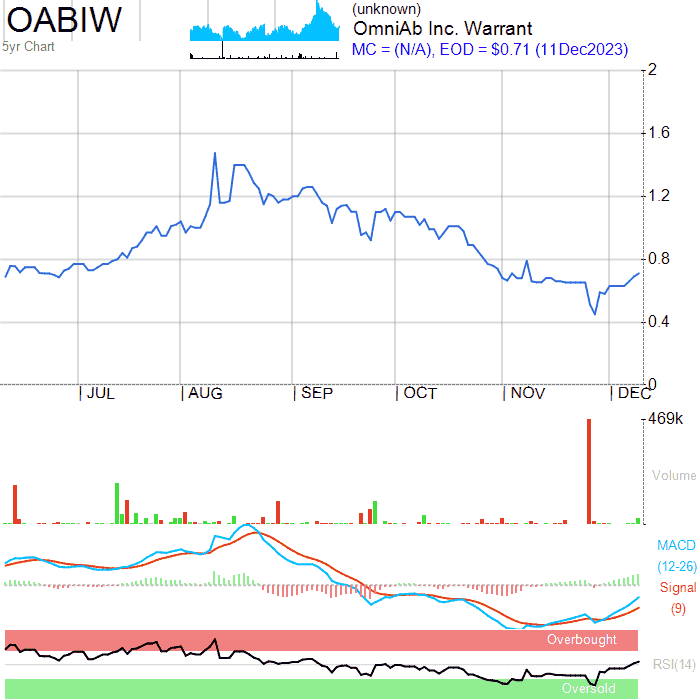 OABIW
5yr Chart
(unknown)
OmniAb Inc. Warrant
MC = (N/A), EOD = $0.71 (11Dec2023)
2
1.6
1.2
0.8
0.4
0
JUL
AUG
SEP
OCT
NOV
DEC
469k
Volume
MACD
(12-26)
Signal
(9)
Overbought
RSI(14)
Oversold